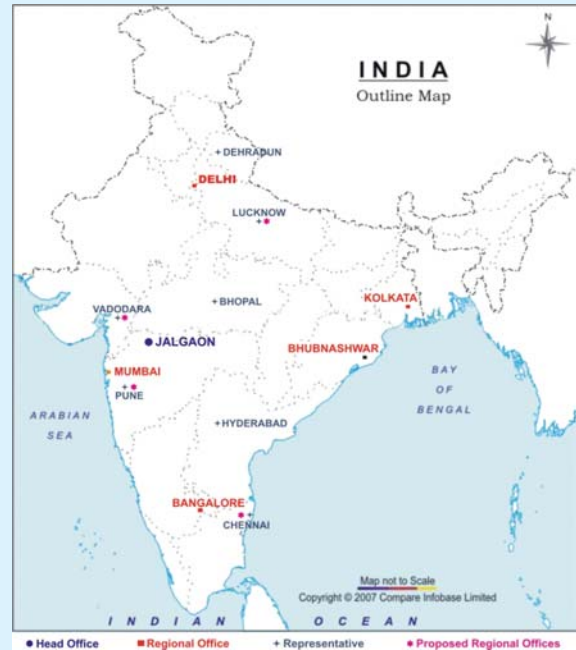 N
INDIA
Outline Map
DEHRADUN
DELHI
LUCKNOW
BHOPAL
KOLKATA
VADODARA
JALGAON
BHUBNASHWAR
MUMBAI
PUNE
BAY
OF
BENGAL
ARABIAN
SEA
HYDERABAD
BANGALORE
CHENNAI
Map not to Scale
Copyright © 2007 Compare Infobase Limited
INDIAN OCEAN
Head Office Regional Office Representative Proposed Regional Offices